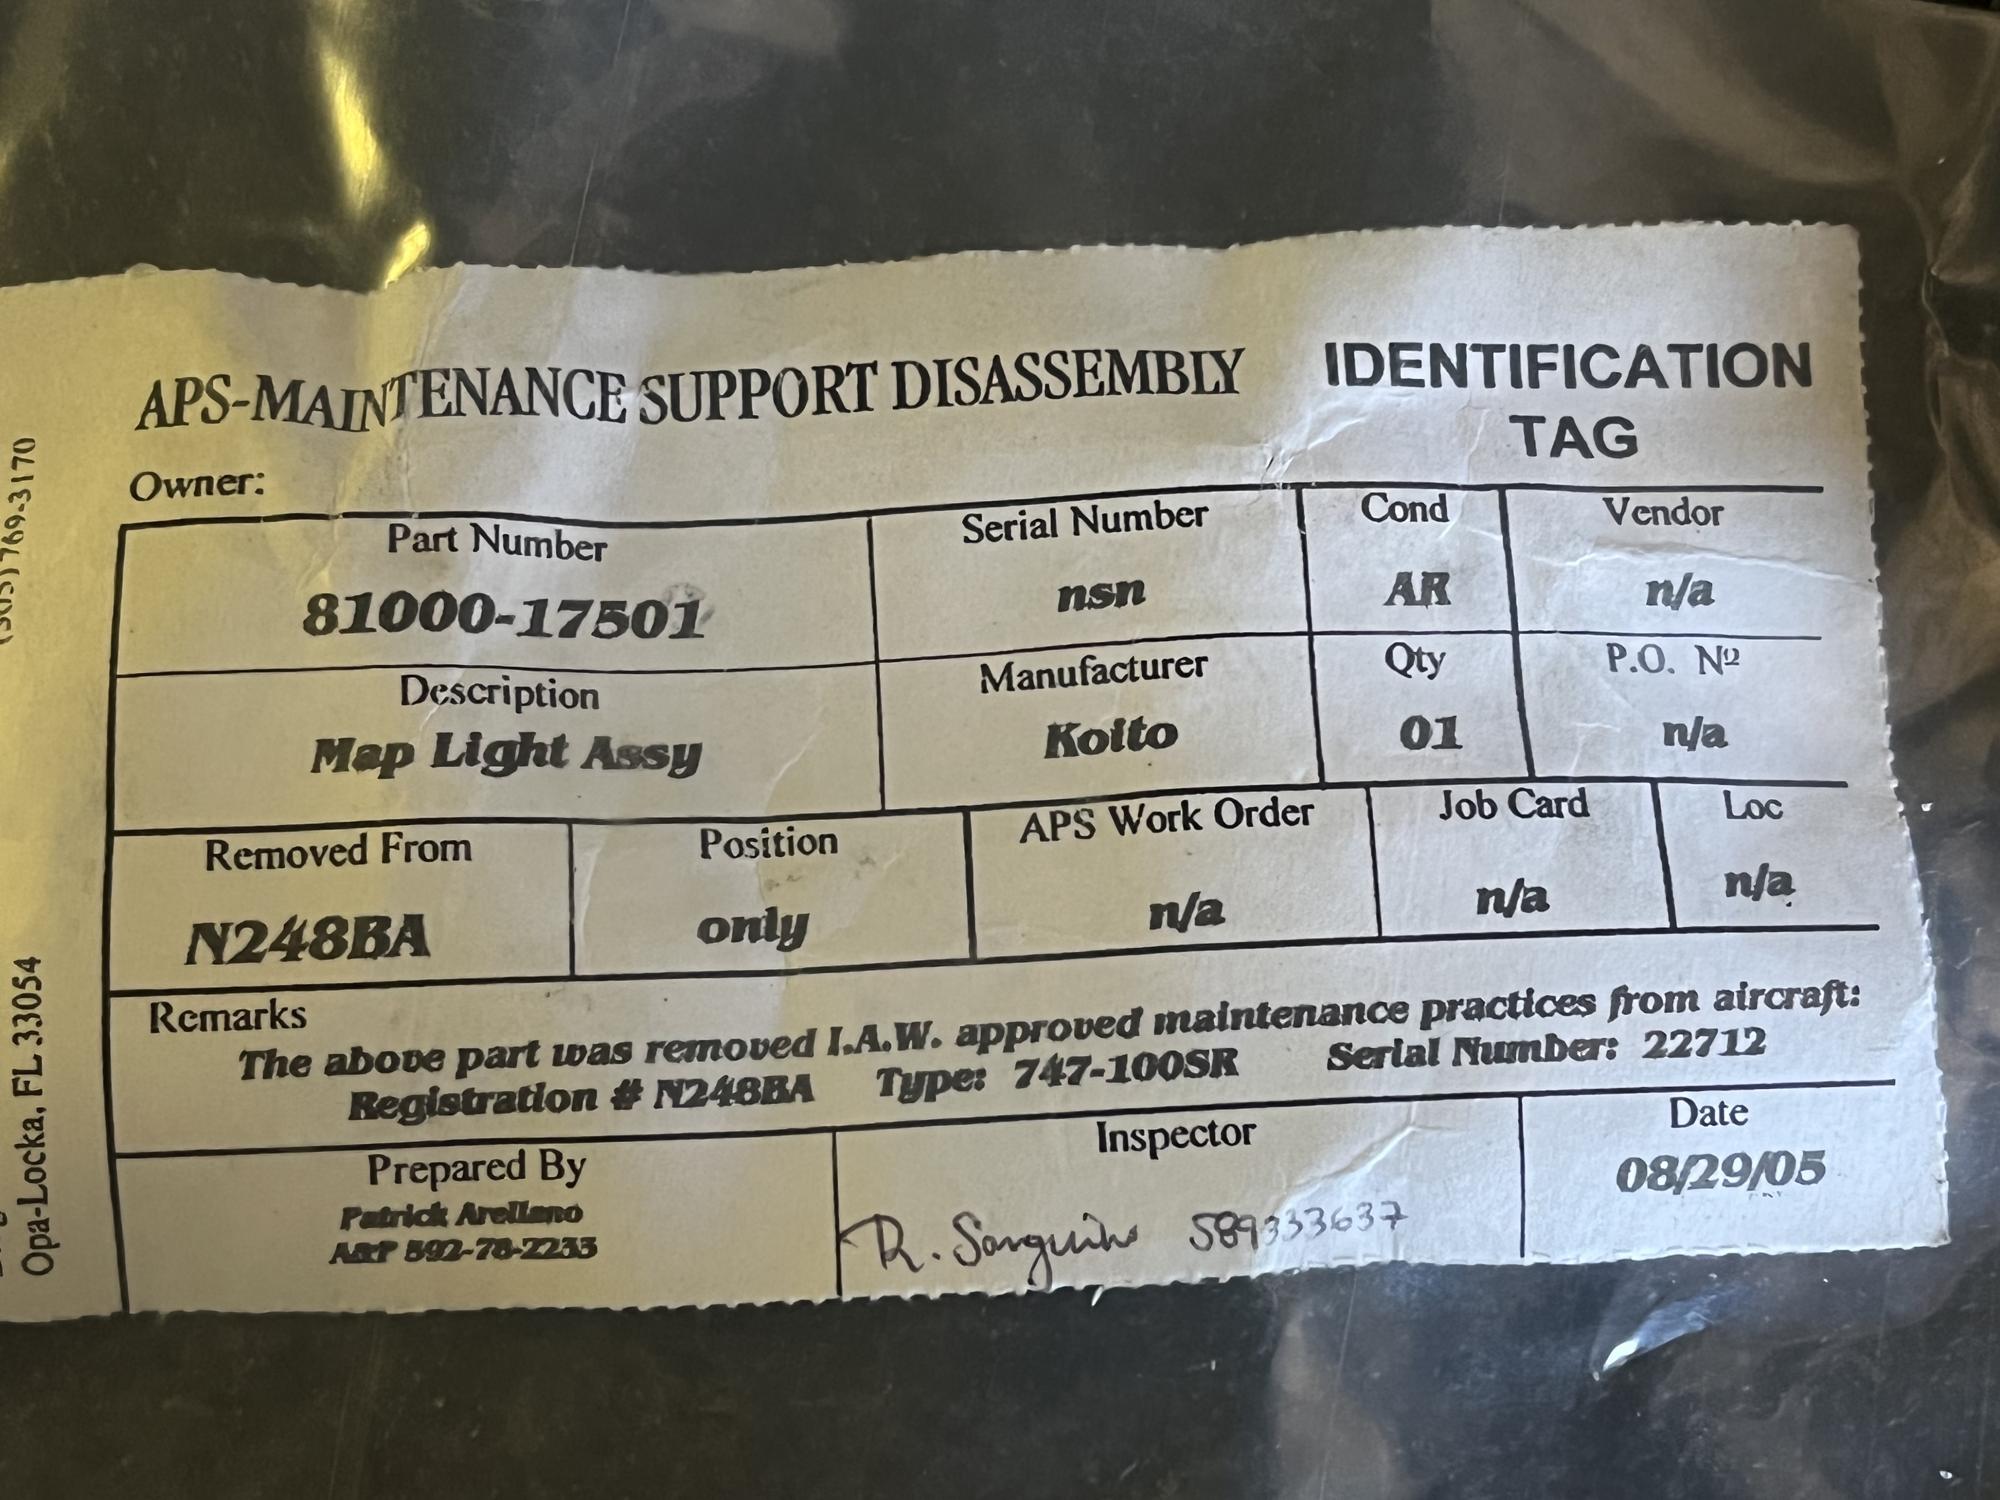 APS-MAINTENANCE SUPPORT DISASSEMBLY
IDENTIFICATION
TAG
Owner:
Part Number
81000-17501
Serial Number
nsn
Cond
AR
Vendor
n/a
Description
Map Light Assy
Manufacturer
Koito
Qty
01
P.O. №
n/a
Removed From
N248BA
Position
only
APS Work Order
n/a
Job Card
n/a
Loc
n/a
Remarks
The above part was removed I.A.W. approved maintenance practices from aircraft:
Registration # N248BA Type: 747-100SR Serial Number: 22712
Prepared By
Patrick Arellano
A&P 592-78-2233
Inspector
R. 589333637
Date
08/29/05
Opa-Locka, FL 33054
(305) 769-3170